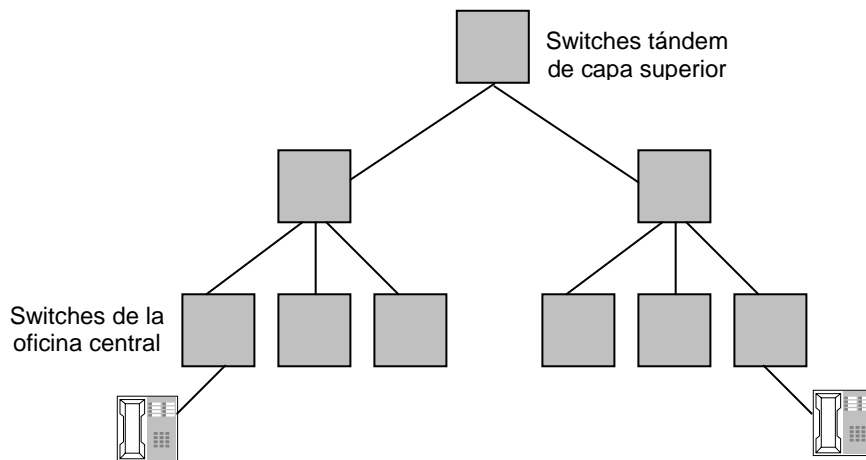 Switches tándem
de capa superior
Switches de la
oficina central